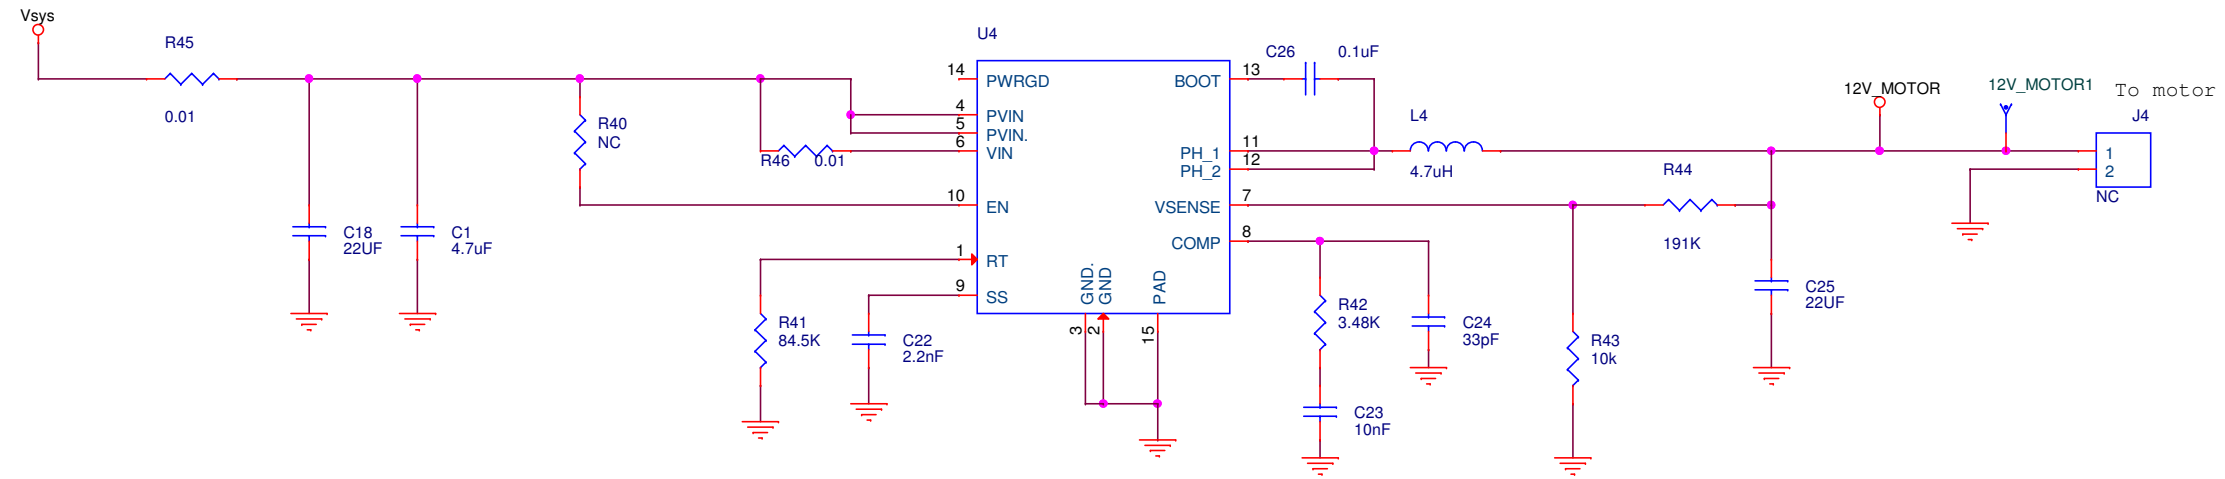 Vsys
R45
0.01
R40
NC
R46
0.01
C18
22UF
C1
4.7uF
R41
84.5K
C22
2.2nF
U4
14
PWRGD
4
PVIN
5
PVIN.
6
VIN
10
EN
1
RT
9
SS
3
GND.
2
GND
15
PAD
13
BOOT
11
PH_1
12
PH_2
7
VSENSE
8
COMP
C26
0.1uF
L4
4.7uH
R42
3.48K
C23
10nF
C24
33pF
R44
191K
R43
10k
C25
22UF
12V_MOTOR
12V_MOTOR1
To motor
J4
1
2
NC